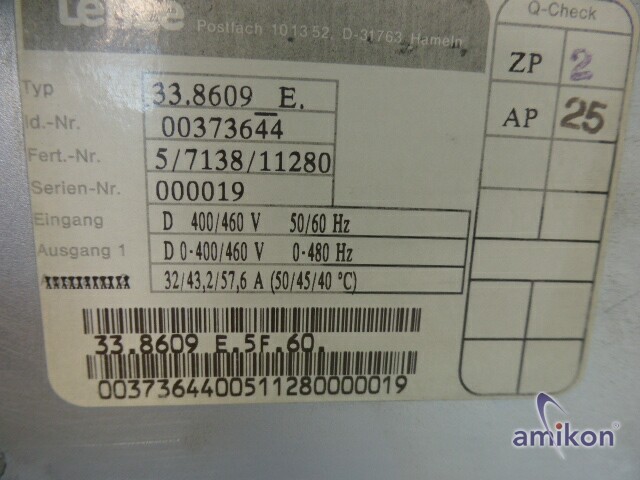 Lenze
Postfach 10 13 52, D-31763 Hameln
Q-Check
ZP 2
AP 25
Typ 33.8609_E.
Id.-Nr. 00373644
Fert.-Nr. 5/7138/11280
Serien-Nr. 000019
Eingang D 400/460 V 50/60 Hz
Ausgang 1 D 0-400/460 V 0-480 Hz
32/43,2/57,6 A (50/45/40 °C)
33.8609 E.5F.60.
0037364400511280000019
amikon